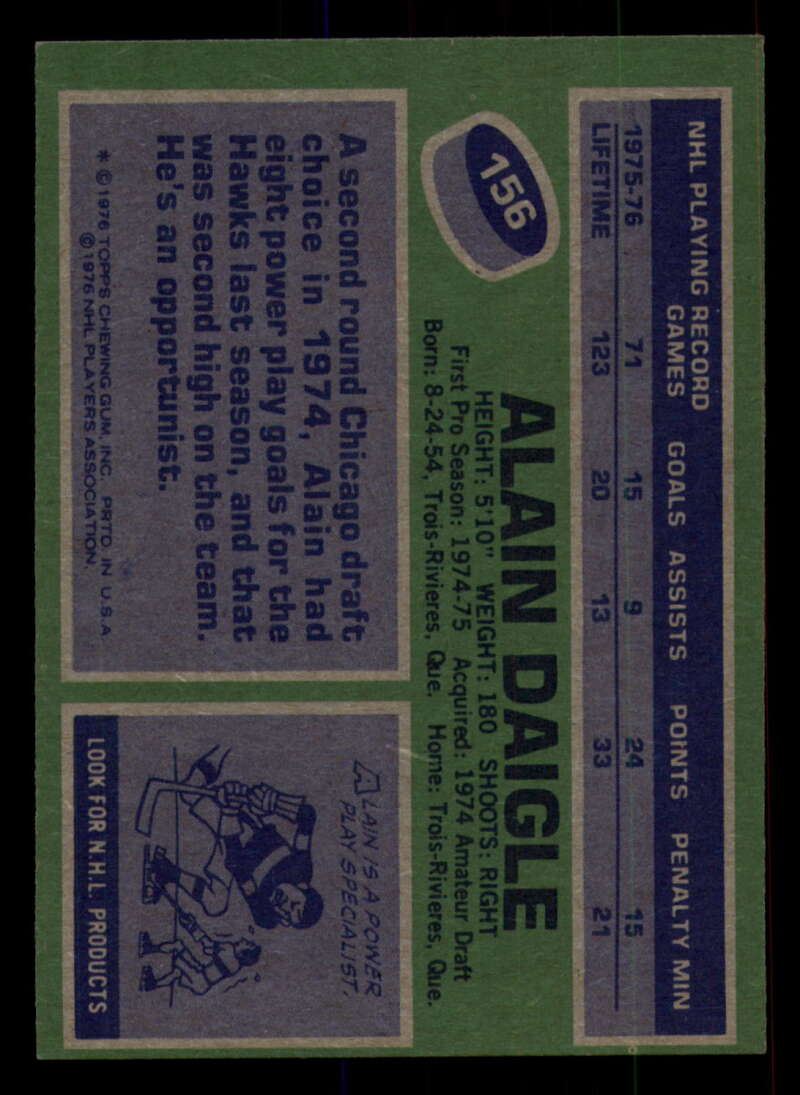 NHL PLAYING RECORD
GAMES GOALS ASSISTS POINTS PENALTY MIN
1975-76 71 15 9 24 15
LIFETIME 123 20 13 33 21
156
ALAIN DAIGLE
HEIGHT: 5'10" WEIGHT: 180 SHOOTS: RIGHT
First Pro Season: 1974-75 Acquired: 1974 Amateur Draft
Born: 8-24-54, Trois-Rivieres, Que. Home: Trois-Rivieres, Que.
A second round Chicago draft
choice in 1974, Alain had
eight power play goals for the
Hawks last season, and that
was second high on the team.
He's an opportunist.
* © 1976 TOPPS CHEWING GUM, INC. PRTD. IN U.S.A
© 1976 NHL PLAYERS ASSOCIATION.
ALAIN IS A POWER
PLAY SPECIALIST.
LOOK FOR N.H.L. PRODUCTS